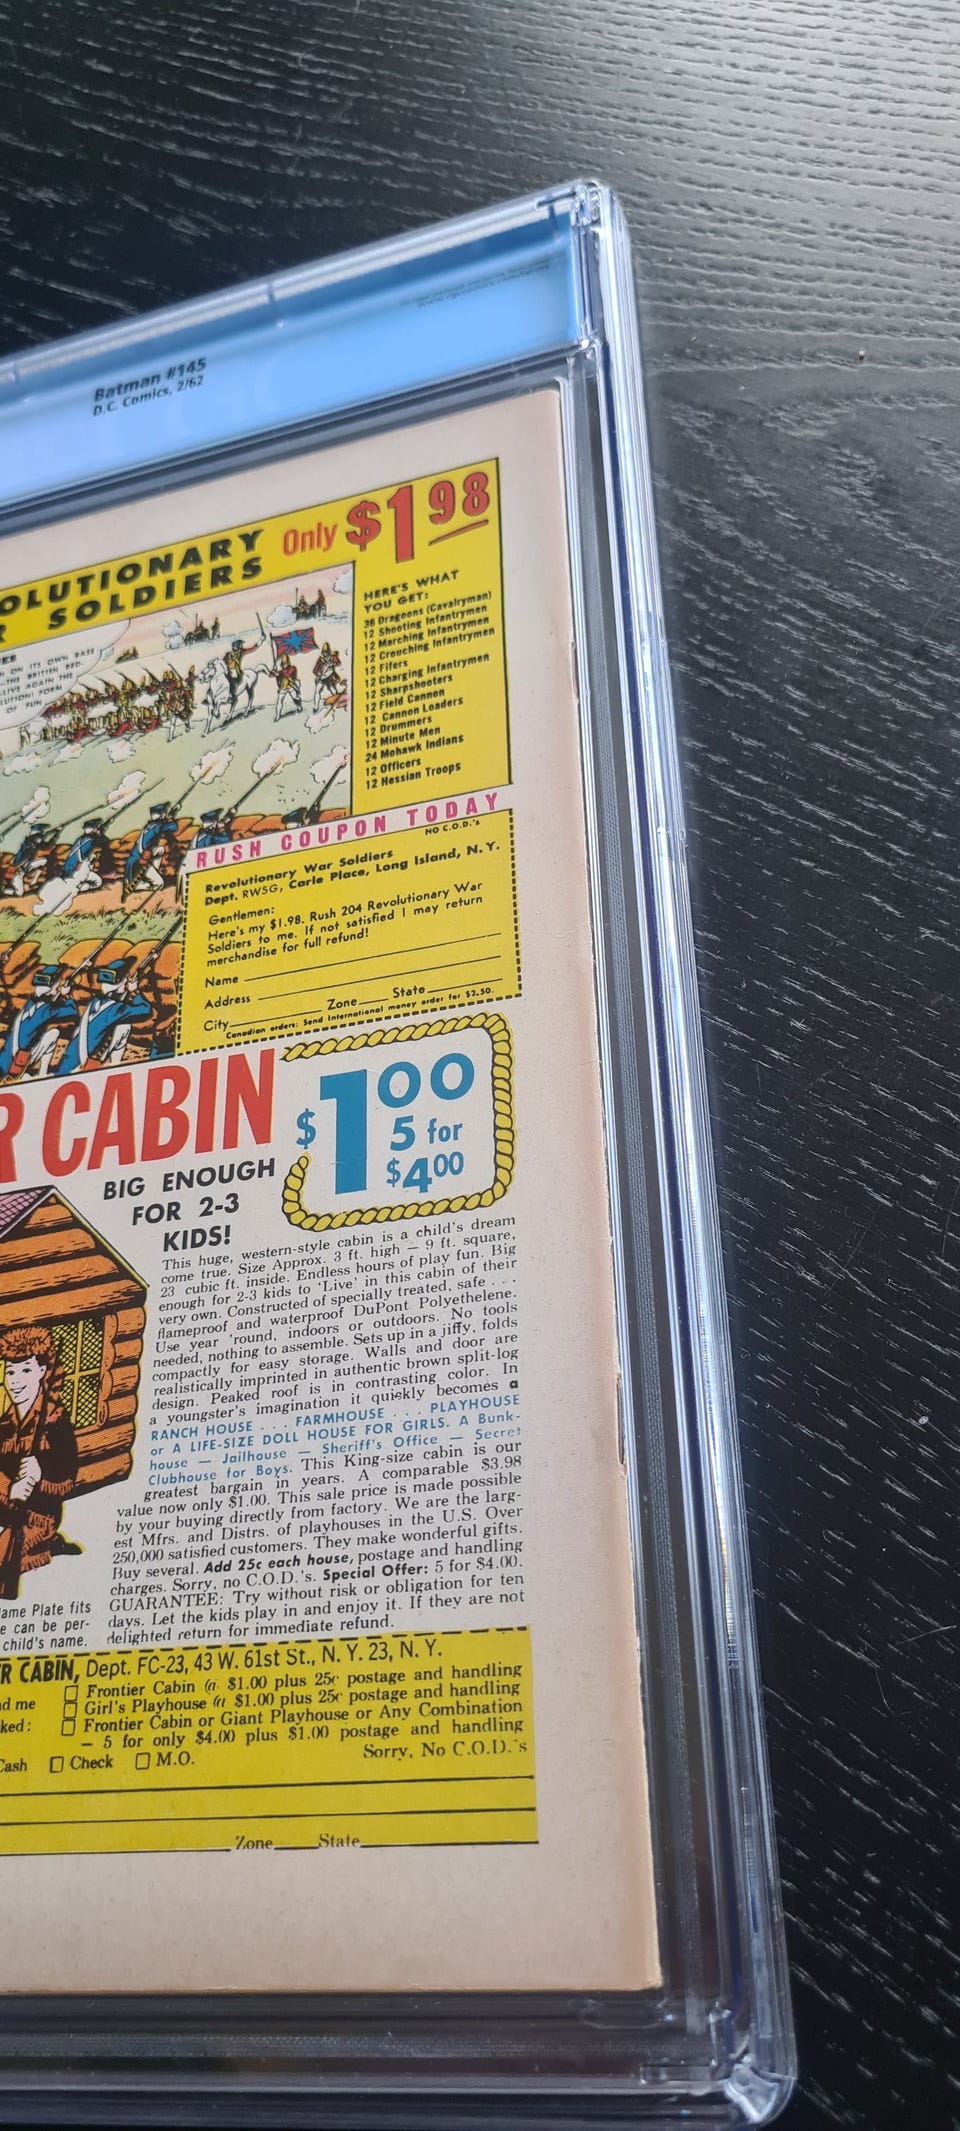 www.cgccomics.com/terms
Batman #145
D.C. Comics, 2/62
OLUTIONARY
R SOLDIERS
Only $1 98
HERE'S WHAT
YOU GET:
36 Dragoons (Cavalryman)
12 Shooting Infantrymen
12 Marching Infantrymen
12 Crouching Infantrymen
12 Fifers
12 Charging Infantrymen
12 Sharpshooters
12 Field Cannon
12 Cannon Loaders
12 Drummers
12 Minute Men
24 Mohawk Indians
12 Officers
12 Hessian Troops
ES
ON ITS OWN BASE
THE BRITISH RED-
LIVE AGAIN THE
LUTION! FORM
OF FUN
RUSH COUPON TODAY
NO C.O.D.'s
Revolutionary War Soldiers
Dept. RW5G, Carle Place, Long Island, N.Y.
Gentlemen:
Here's my $1.98. Rush 204 Revolutionary War
Soldiers to me. If not satisfied I may return
merchandise for full refund!
Name
Address
City Zone State
Canadian orders: Send International money order for $2.50.
R CABIN
$1 00
5 for
$4 00
BIG ENOUGH
FOR 2-3
KIDS!
This huge, western-style cabin is a child's dream
come true. Size Approx. 3 ft. high — 9 ft. square,
23 cubic ft. inside. Endless hours of play fun. Big
enough for 2-3 kids to 'Live' in this cabin of their
very own. Constructed of specially treated, safe . . .
flameproof and waterproof DuPont Polyethelene.
Use year 'round, indoors or outdoors. No tools
needed, nothing to assemble. Sets up in a jiffy, folds
compactly for easy storage. Walls and door are
realistically imprinted in authentic brown split-log
design. Peaked roof is in contrasting color. In
a youngster's imagination it quickly becomes a
RANCH HOUSE . . . FARMHOUSE . . . PLAYHOUSE
or A LIFE-SIZE DOLL HOUSE FOR GIRLS. A Bunk-
house — Jailhouse — Sheriff's Office — Secret
Clubhouse for Boys. This King-size cabin is our
greatest bargain in years. A comparable $3.98
value now only $1.00. This sale price is made possible
by your buying directly from factory. We are the larg-
est Mfrs. and Distrs. of playhouses in the U.S. Over
250,000 satisfied customers. They make wonderful gifts.
Buy several. Add 25c each house, postage and handling
charges. Sorry, no C.O.D.'s. Special Offer: 5 for $4.00.
GUARANTEE: Try without risk or obligation for ten
days. Let the kids play in and enjoy it. If they are not
delighted return for immediate refund.
ame Plate fits
e can be per-
child's name.
R CABIN, Dept. FC-23, 43 W. 61st St., N. Y. 23, N. Y.
d me
ked:
Frontier Cabin @ $1.00 plus 25c postage and handling
Girl's Playhouse @ $1.00 plus 25c postage and handling
Frontier Cabin or Giant Playhouse or Any Combination
— 5 for only $4.00 plus $1.00 postage and handling
Cash Check M.O. Sorry, No C.O.D.'s
Zone State